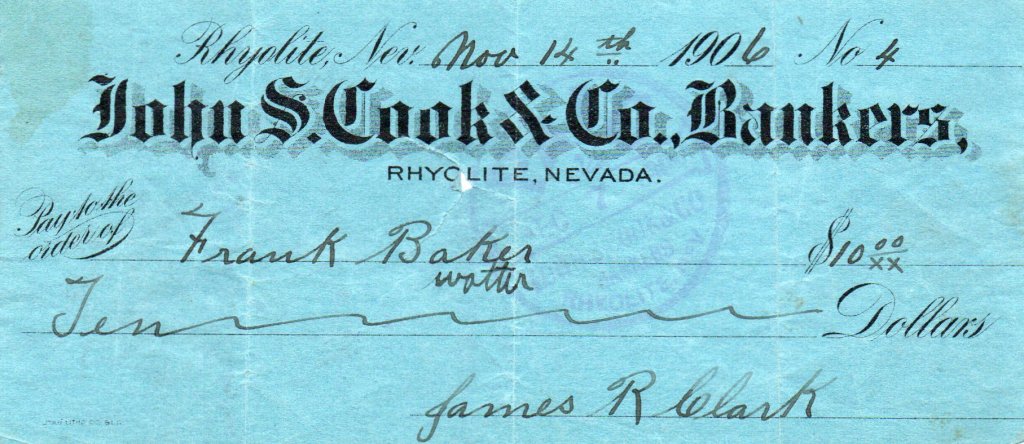 Rhyolite, Nev. Nov 14th 1906 No 4
John S. Cook & Co., Bankers,
RHYOLITE, NEVADA.
Pay to the
order of Frank Baker $10 00/xx
watter
Ten Dollars
James R Clark